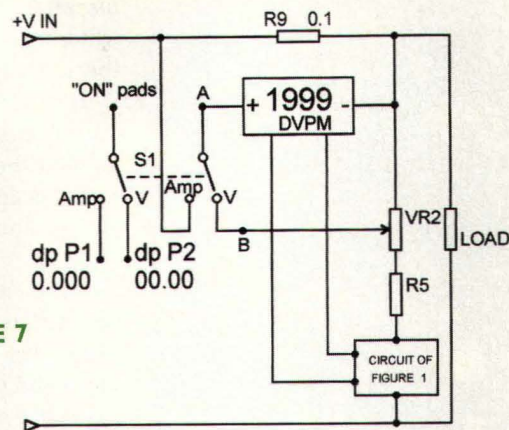 +V IN
R9 0.1
"ON" pads
A
+ 1999 -
DVPM
S1
Amp
V
Amp
V
B
VR2
LOAD
dp P1
0.000
dp P2
00.00
R5
E 7
CIRCUIT OF
FIGURE 1